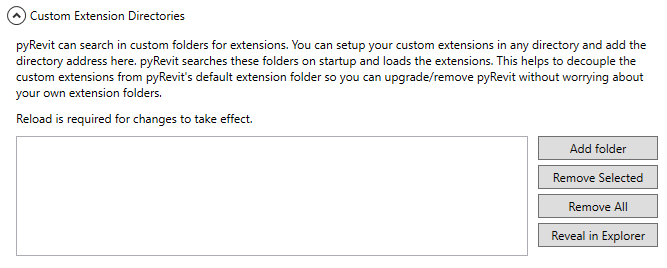 Custom Extension Directories
pyRevit can search in custom folders for extensions. You can setup your custom extensions in any directory and add the
directory address here. pyRevit searches these folders on startup and loads the extensions. This helps to decouple the
custom extensions from pyRevit's default extension folder so you can upgrade/remove pyRevit without worrying about
your own extension folders.
Reload is required for changes to take effect.
Add folder
Remove Selected
Remove All
Reveal in Explorer